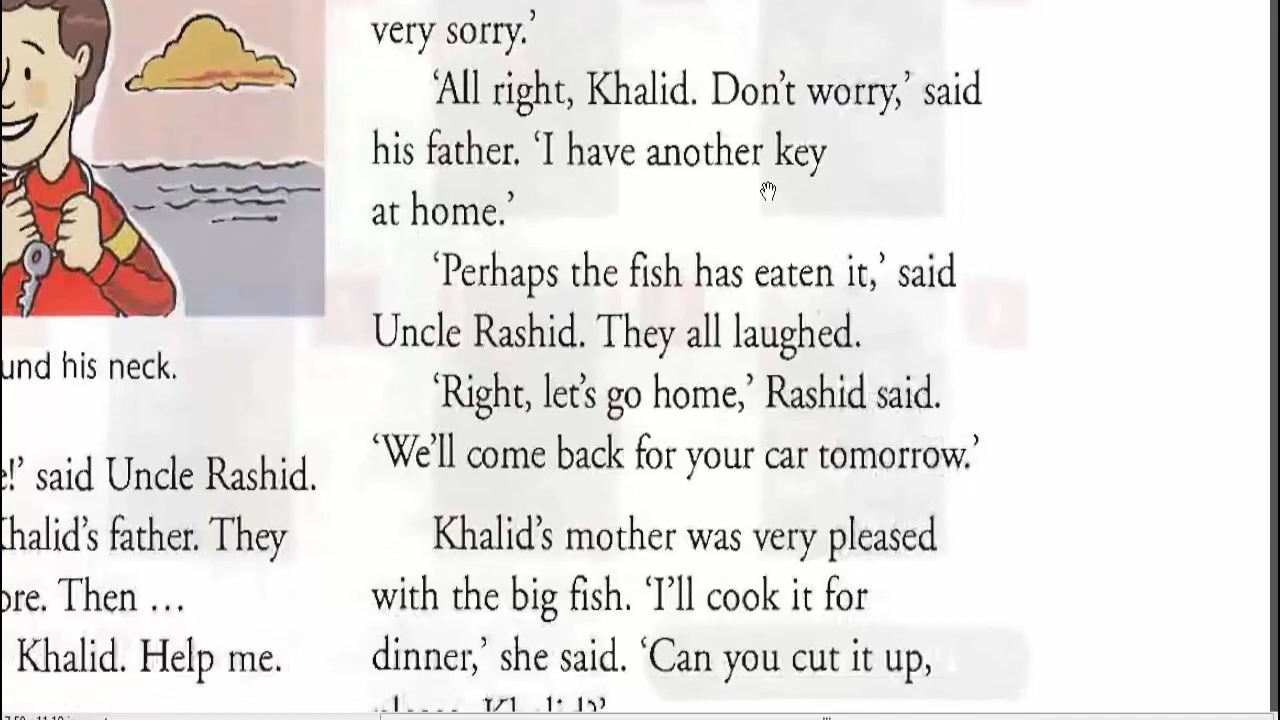 und his neck.
!' said Uncle Rashid.
Khalid's father. They
ore. Then ...
Khalid. Help me.
very sorry.'
'All right, Khalid. Don't worry,' said
his father. 'I have another key
at home.'
'Perhaps the fish has eaten it,' said
Uncle Rashid. They all laughed.
'Right, let's go home,' Rashid said.
'We'll come back for your car tomorrow.'
Khalid's mother was very pleased
with the big fish. 'I'll cook it for
dinner,' she said. 'Can you cut it up,